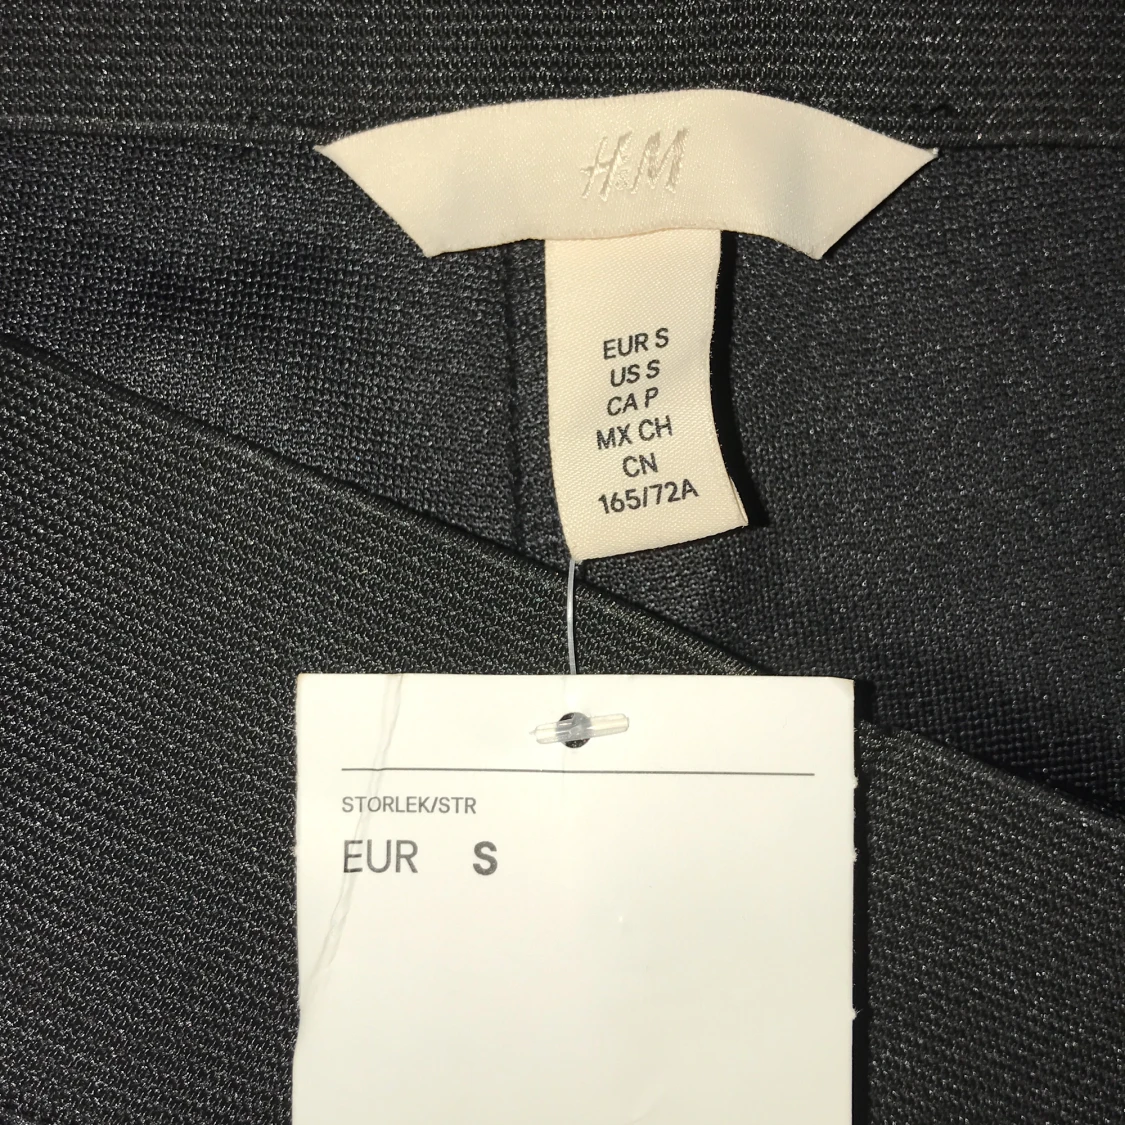 H&M
EUR S
US S
CA P
MX CH
CN
165/72A
STORLEK/STR
EUR S